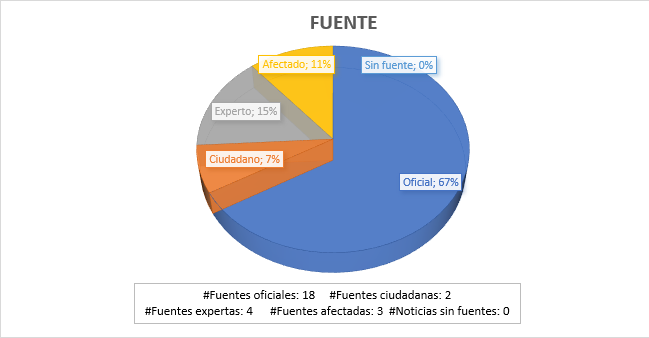 FUENTE
Afectado; 11%
Sin fuente; 0%
Experto; 15%
Ciudadano; 7%
Oficial; 67%
#Fuentes oficiales: 18 #Fuentes ciudadanas: 2
#Fuentes expertas: 4 #Fuentes afectadas: 3 #Noticias sin fuentes: 0